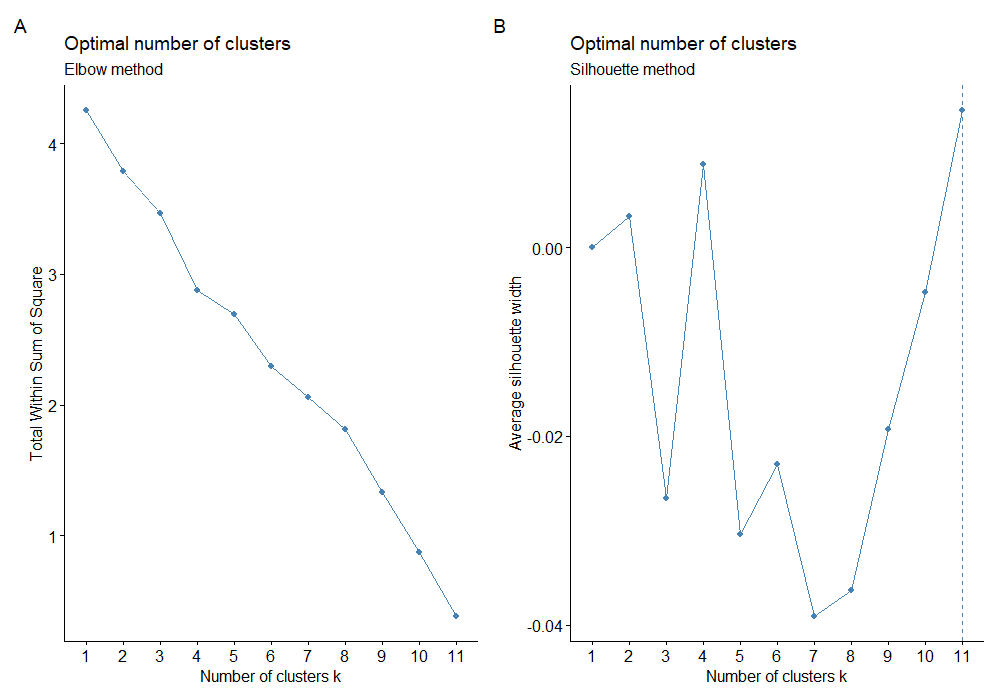 A
Optimal number of clusters
Elbow method
Total Within Sum of Square
4
3
2
1
1 2 3 4 5 6 7 8 9 10 11
Number of clusters k
B
Optimal number of clusters
Silhouette method
Average silhouette width
0.00
-0.02
-0.04
1 2 3 4 5 6 7 8 9 10 11
Number of clusters k